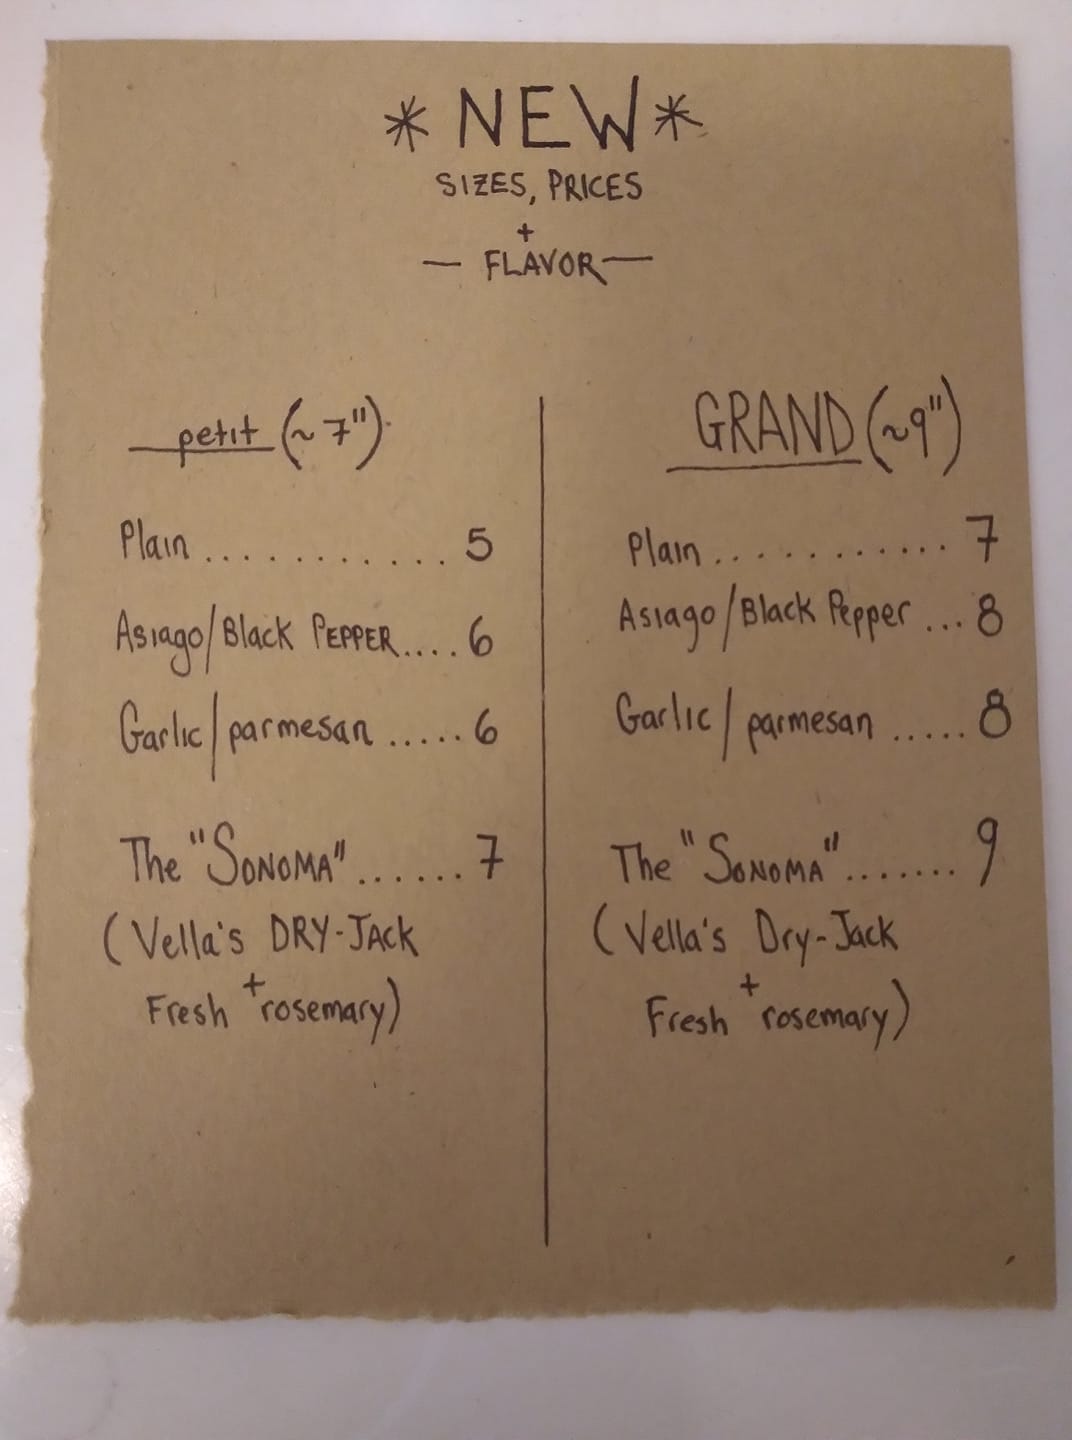 *NEW*
SIZES, PRICES
+
— FLAVOR —
petit (~7")
Plain ............ 5
Asiago/Black PEPPER.... 6
Garlic/parmesan ..... 6
The "SONOMA" ...... 7
(Vella's DRY-JACK
+
Fresh rosemary)
GRAND (~9")
Plain ........... 7
Asiago/Black Pepper ... 8
Garlic/parmesan ..... 8
The "SONOMA" ....... 9
(Vella's Dry-Jack
+
Fresh rosemary)